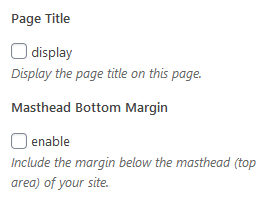 Page Title
display
Display the page title on this page.
Masthead Bottom Margin
enable
Include the margin below the masthead (top
area) of your site.